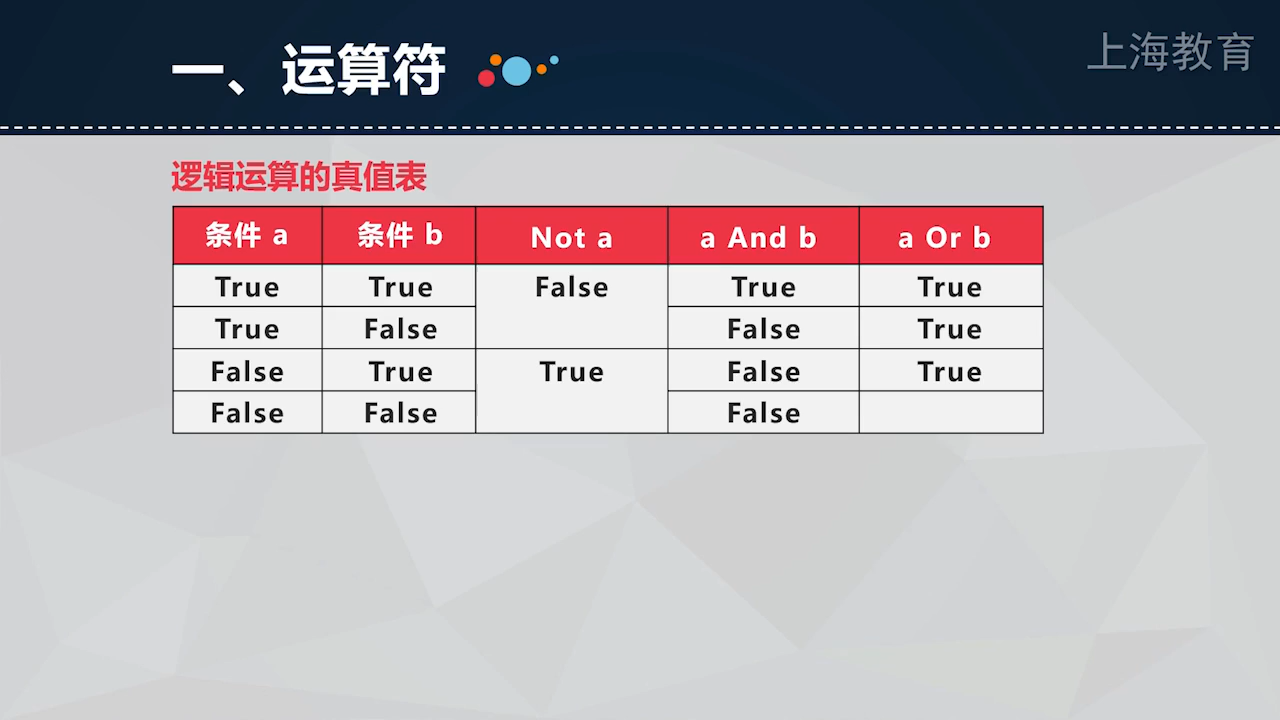 一、运算符
上海教育
逻辑运算的真值表
条件 a 条件 b Not a a And b a Or b
True True False True True
True False False True
False True True False True
False False False